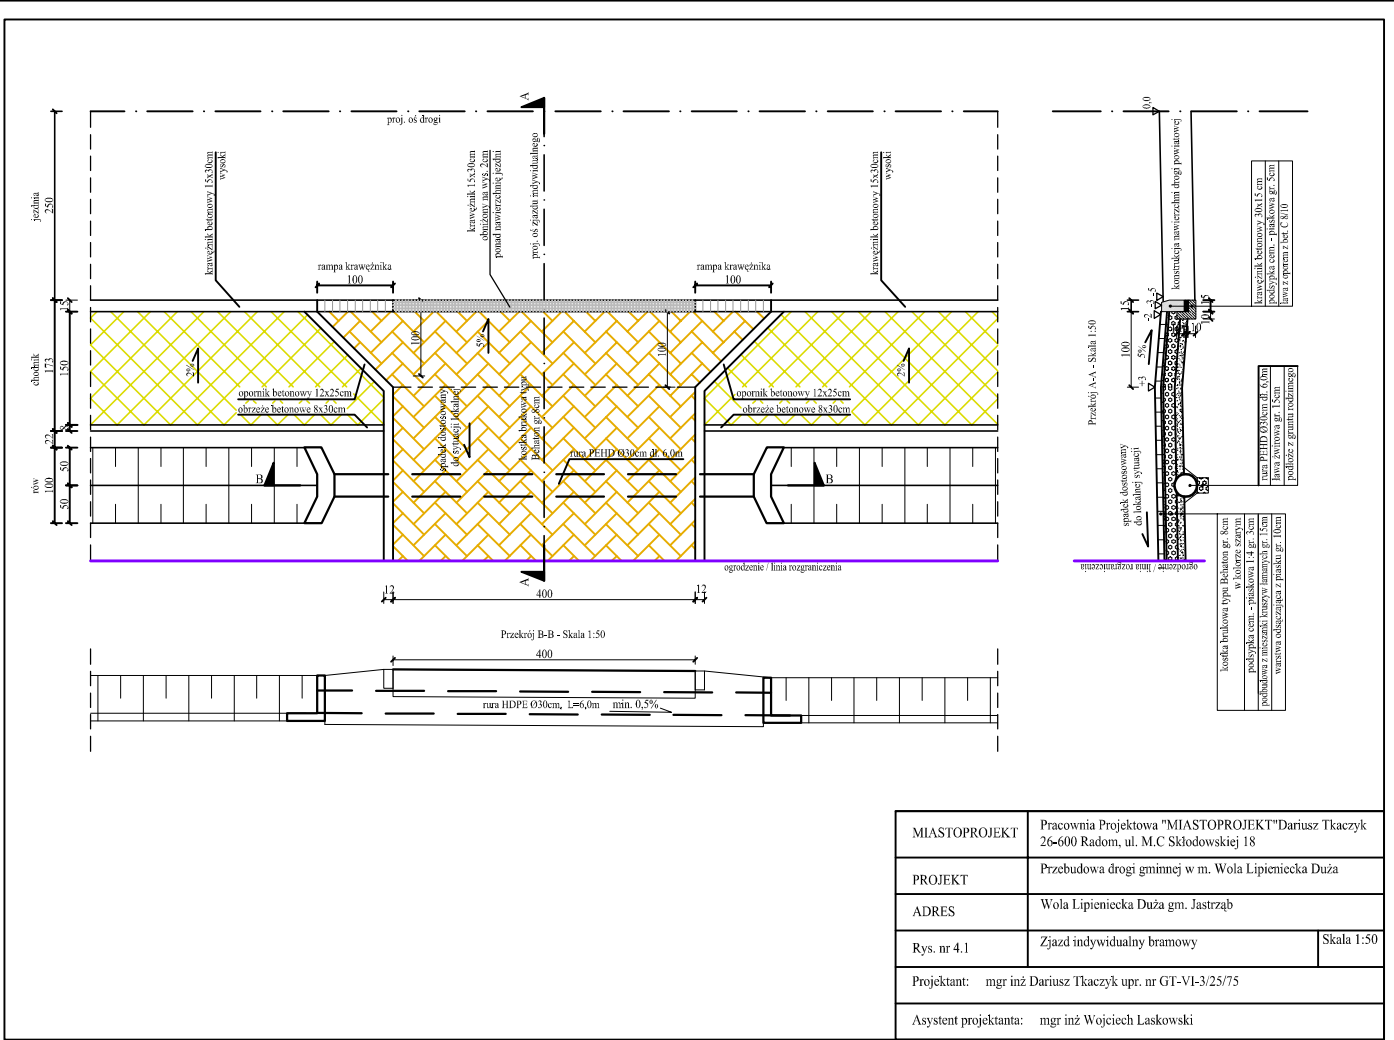 A
proj. oś drogi
krawężnik betonowy 15x30cm
wysoki
krawężnik 15x30cm
obniżony na wys. 2cm
ponad nawierzchnię jezdni
proj. oś zjazdu indywidualnego
krawężnik betonowy 15x30cm
wysoki
jezdnia
250
rampa krawężnika
100
rampa krawężnika
100
15
chodnik
173
150
8
22
rów
100
50
50
2%
5%
2%
100
100
opornik betonowy 12x25cm
obrzeże betonowe 8x30cm
opornik betonowy 12x25cm
obrzeże betonowe 8x30cm
spadek dostosowany
do sytuacji lokalnej
kostka brukowa typu
Behaton gr.8cm
rura PEHD Ø30cm dł. 6,0m
B
B
A
ogrodzenie / linia rozgraniczenia
12
400
12
Przekrój B-B - Skala 1:50
400
rura HDPE Ø30cm, L=6,0m
min. 0,5%
Przekrój A-A - Skala 1:50
0,0
konstrukcja nawierzchni drogi powiatowej
krawężnik betonowy 30x15 cm
podsypka cem. - piaskowa gr. 5cm
ława z oporem z bet. C 8/10
15
-2
-3
-5
15
10
10
100
5%
+3
rura PEHD Ø30cm dł. 6,0m
ława żwirowa gr. 15cm
podłoże z gruntu rodzimego
spadek dostosowany
do lokalnej sytuacji
ogrodzenie / linia rozgraniczenia
kostka brukowa typu Behaton gr. 8cm
w kolorze szarym
podsypka cem. - piaskowa 1:4 gr. 3cm
podbudowa z mieszanki kruszyw łamanych gr. 15cm
warstwa odsączająca z piasku gr. 10cm
MIASTOPROJEKT
Pracownia Projektowa "MIASTOPROJEKT"Dariusz Tkaczyk
26-600 Radom, ul. M.C Skłodowskiej 18
PROJEKT
Przebudowa drogi gminnej w m. Wola Lipieniecka Duża
ADRES
Wola Lipieniecka Duża gm. Jastrząb
Rys. nr 4.1
Zjazd indywidualny bramowy
Skala 1:50
Projektant: mgr inż Dariusz Tkaczyk upr. nr GT-VI-3/25/75
Asystent projektanta: mgr inż Wojciech Laskowski